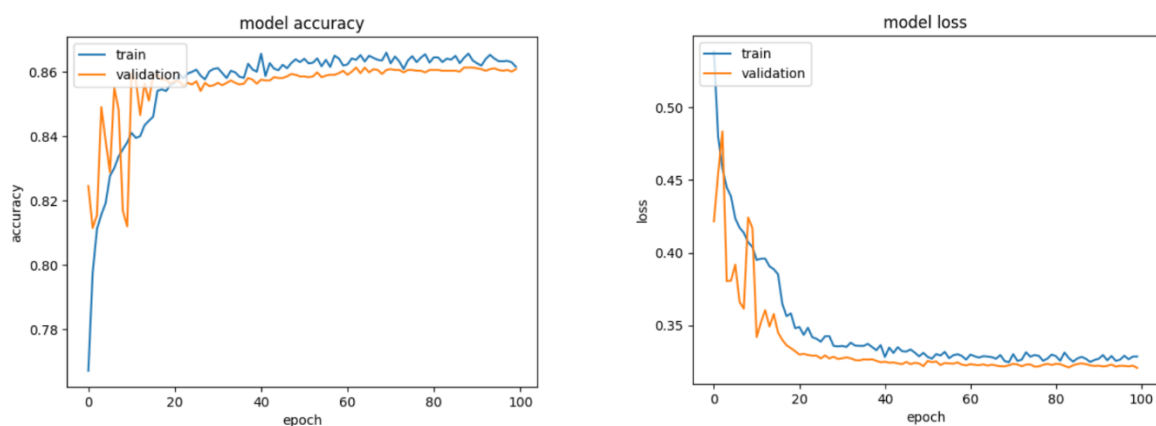 model accuracy
train
validation
0.86
0.84
0.82
0.80
0.78
accuracy
0 20 40 60 80 100
epoch
model loss
train
validation
0.50
0.45
0.40
0.35
loss
0 20 40 60 80 100
epoch